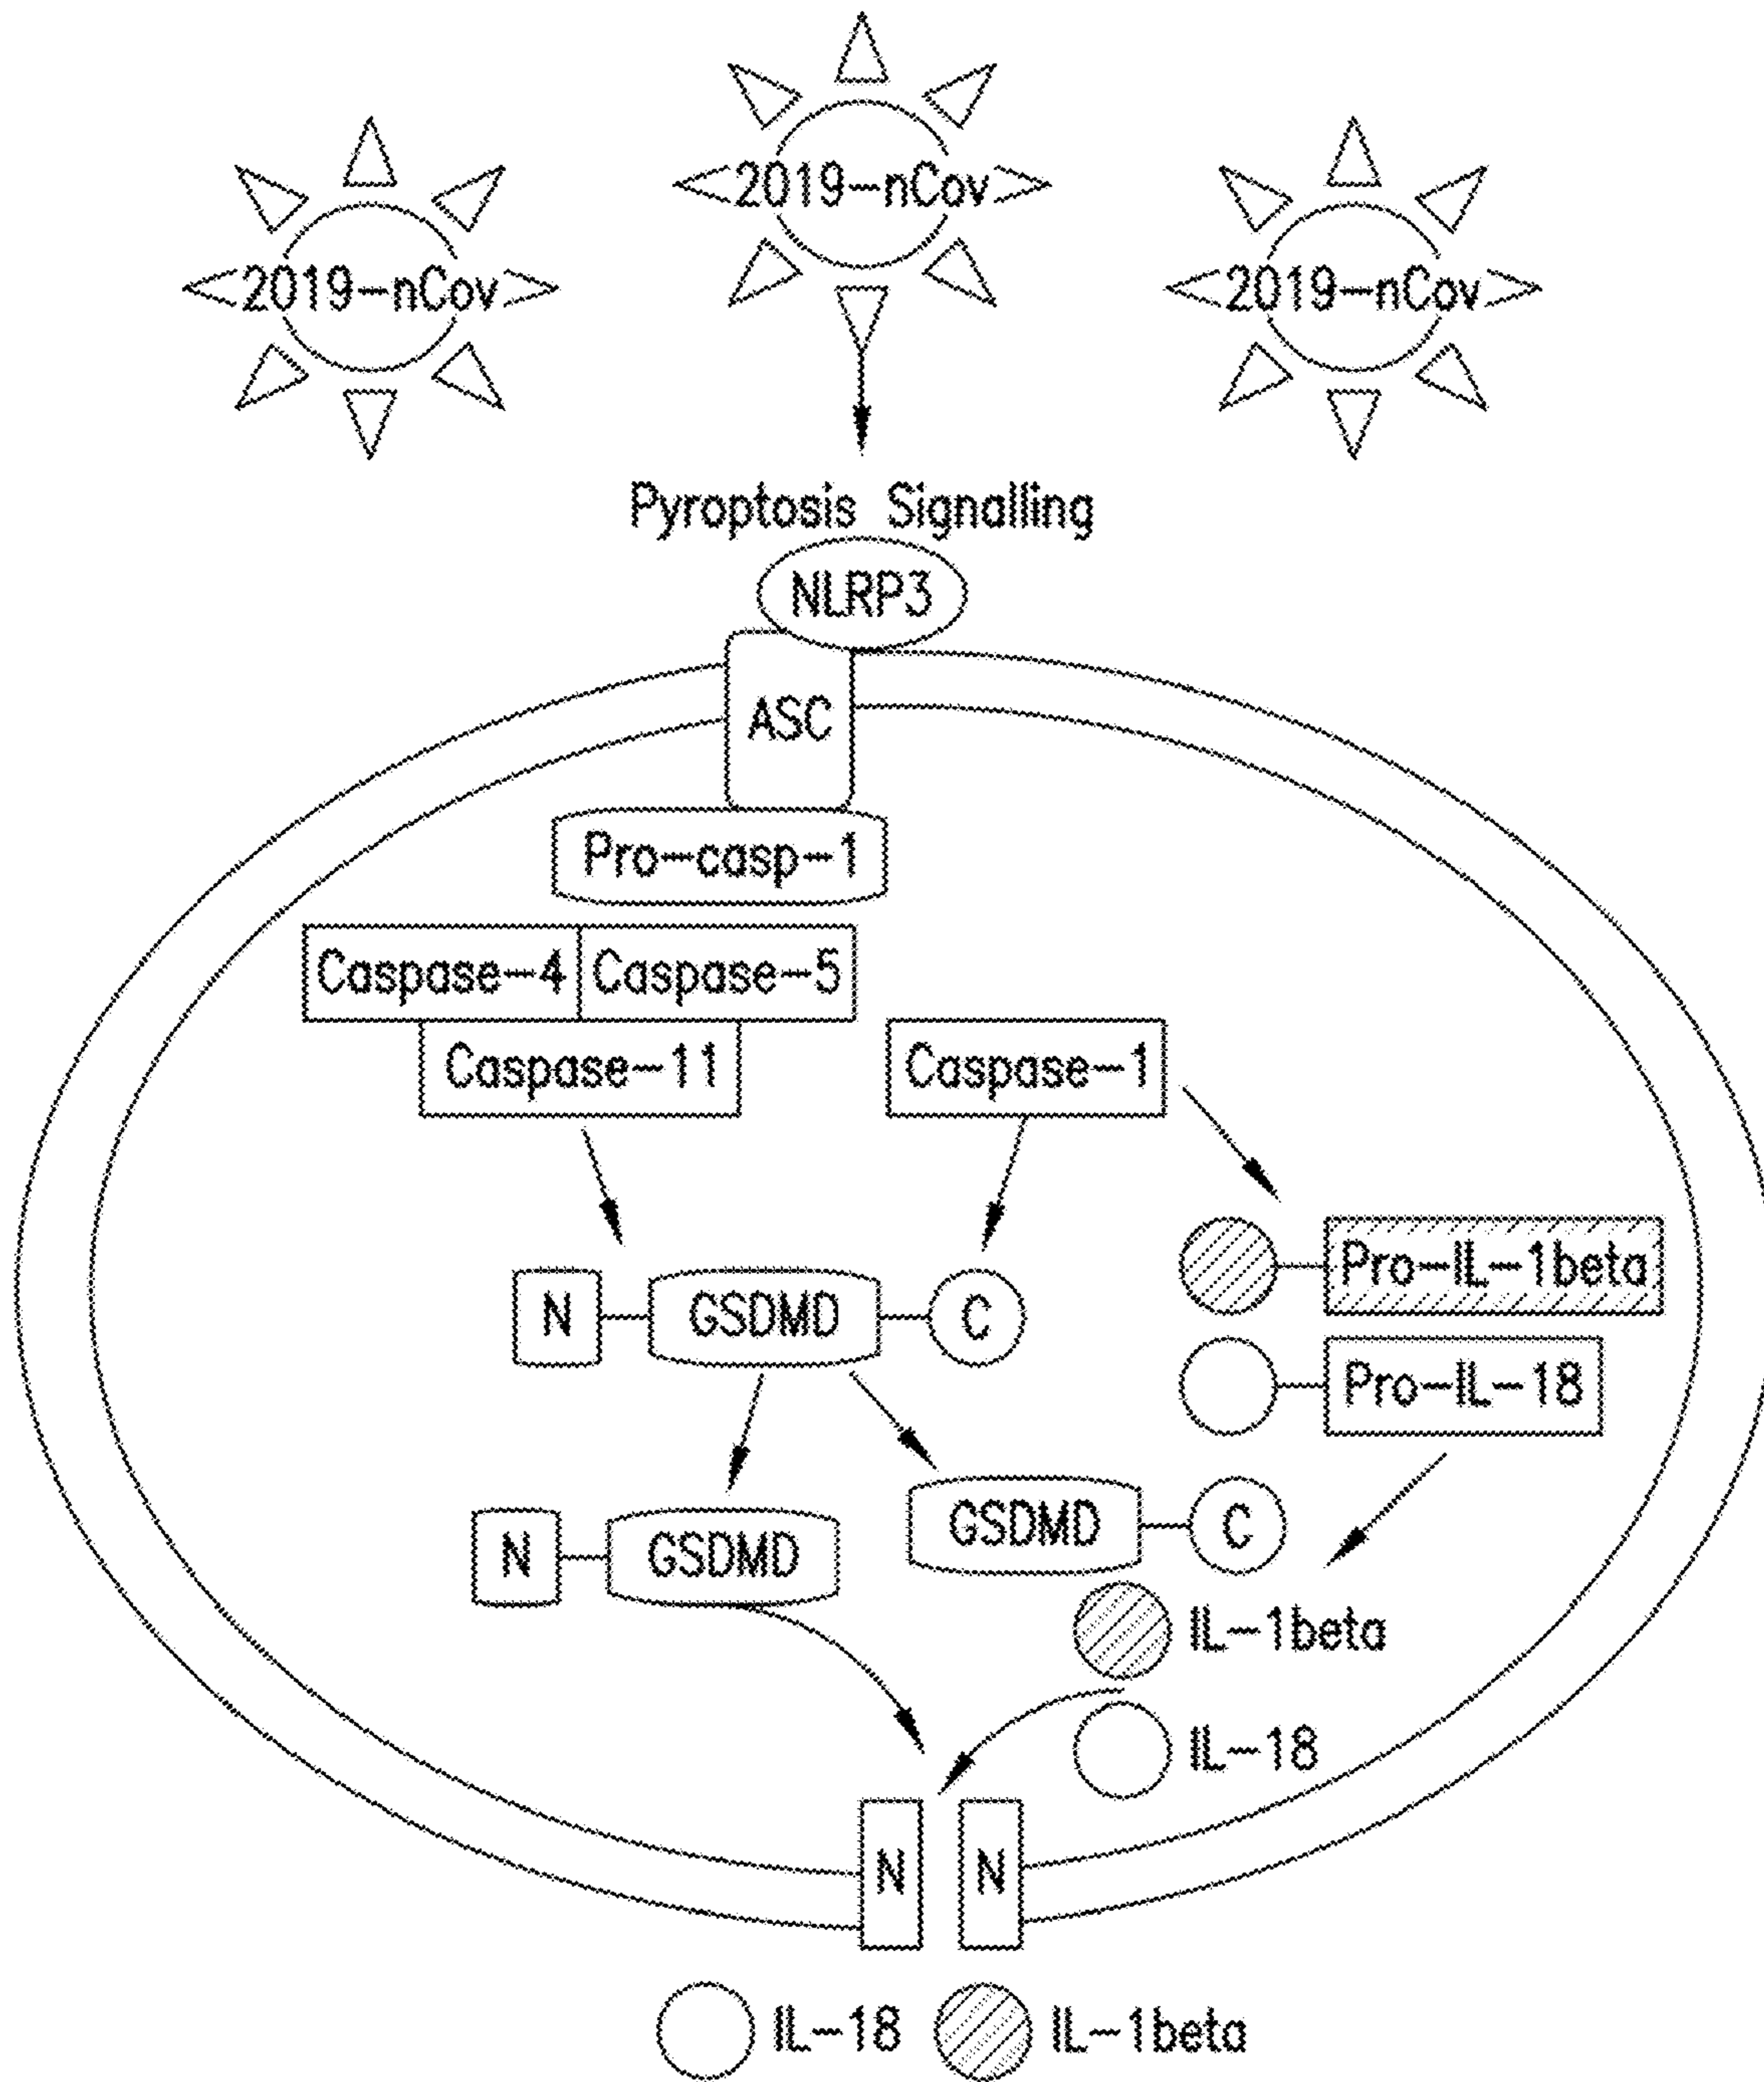 2019-nCov
2019-nCov
2019-nCov
Pyroptosis Signalling
NLRP3
ASC
Pro-casp-1
Caspase-4 Caspase-5
Caspase-11
Caspase-1
Pro-IL-1beta
N GSDMD C
Pro-IL-18
GSDMD C
N GSDMD
IL-1beta
IL-18
N N
IL-18 IL-1beta